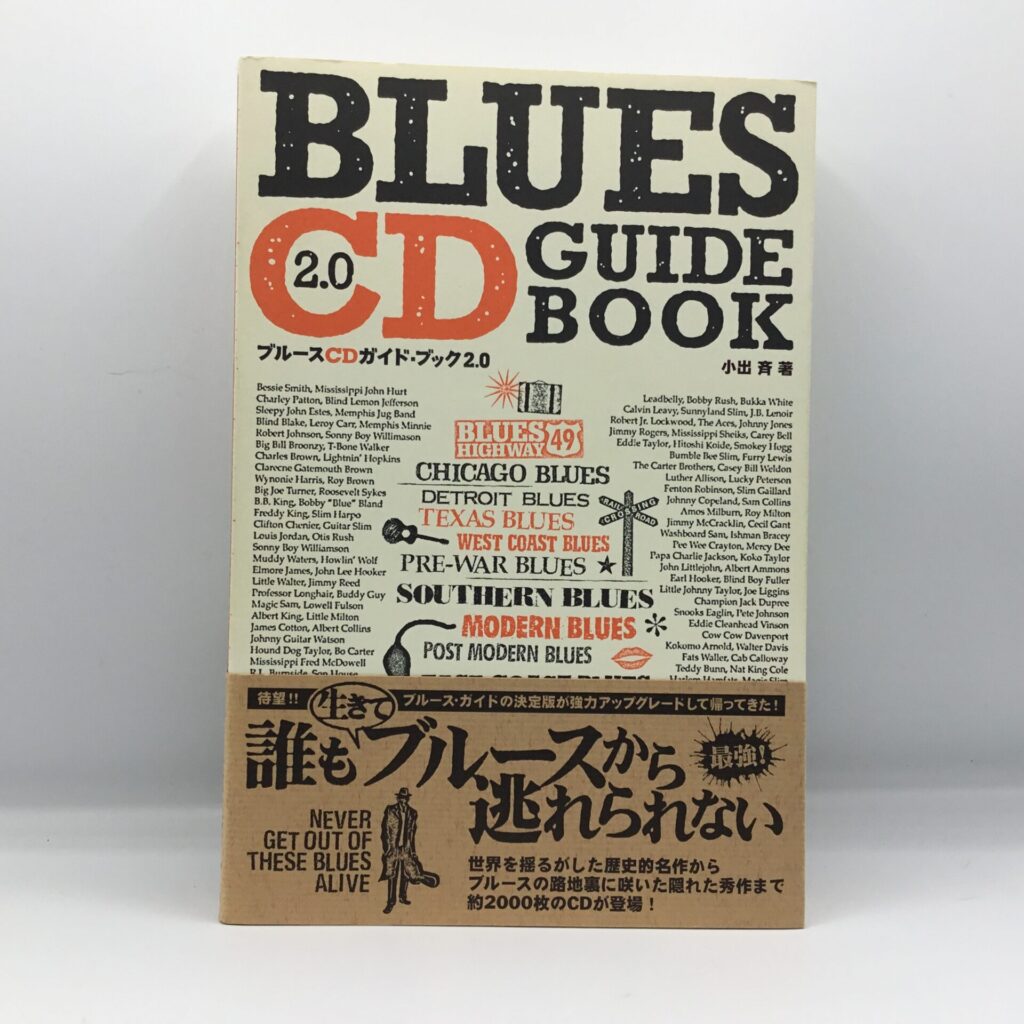 BLUES
CD
2.0
GUIDE
BOOK
ブルースCDガイド・ブック2.0
小出 斉 著
Bessie Smith, Mississippi John Hurt
Charley Patton, Blind Lemon Jefferson
Sleepy John Estes, Memphis Jug Band
Blind Blake, Leroy Carr, Memphis Minnie
Robert Johnson, Sonny Boy Willimason
Big Bill Broonzy, T-Bone Walker
Charles Brown, Lightnin' Hopkins
Clarecne Gatemouth Brown
Wynonie Harris, Roy Brown
Big Joe Turner, Roosevelt Sykes
B.B. King, Bobby "Blue" Bland
Freddy King, Slim Harpo
Clifton Chenier, Guitar Slim
Louis Jordan, Otis Rush
Sonny Boy Williamson
Muddy Waters, Howlin' Wolf
Elmore James, John Lee Hooker
Little Walter, Jimmy Reed
Professor Longhair, Buddy Guy
Magic Sam, Lowell Fulson
Albert King, Little Milton
James Cotton, Albert Collins
Johnny Guitar Watson
Hound Dog Taylor, Bo Carter
Mississippi Fred McDowell
R.L. Burnside, Son House
BLUES
HIGHWAY
49
CHICAGO BLUES
DETROIT BLUES
TEXAS BLUES
WEST COAST BLUES
PRE-WAR BLUES
SOUTHERN BLUES
MODERN BLUES
POST MODERN BLUES
EAST COAST BLUES
RAILROAD
CROSSING
Leadbelly, Bobby Rush, Bukka White
Calvin Leavy, Sunnyland Slim, J.B. Lenoir
Robert Jr. Lockwood, The Aces, Johnny Jones
Jimmy Rogers, Mississippi Sheiks, Carey Bell
Eddie Taylor, Hitoshi Koide, Smokey Hogg
Bumble Bee Slim, Furry Lewis
The Carter Brothers, Casey Bill Weldon
Luther Allison, Lucky Peterson
Fenton Robinson, Slim Gaillard
Johnny Copeland, Sam Collins
Amos Milburn, Roy Milton
Jimmy McCracklin, Cecil Gant
Washboard Sam, Ishman Bracey
Pee Wee Crayton, Mercy Dee
Papa Charlie Jackson, Koko Taylor
John Littlejohn, Albert Ammons
Earl Hooker, Blind Boy Fuller
Little Johnny Taylor, Joe Liggins
Champion Jack Dupree
Snooks Eaglin, Pete Johnson
Eddie Cleanhead Vinson
Cow Cow Davenport
Kokomo Arnold, Walter Davis
Fats Waller, Cab Calloway
Teddy Bunn, Nat King Cole
Harlem Hamfats, Magic Slim
待望!! ブルース・ガイドの決定版が強力アップグレードして帰ってきた!
生きて
誰もブルースから
逃れられない
最強!
NEVER
GET OUT OF
THESE BLUES
ALIVE
世界を揺るがした歴史的名作から
ブルースの路地裏に咲いた隠れた秀作まで
約2000枚のCDが登場!